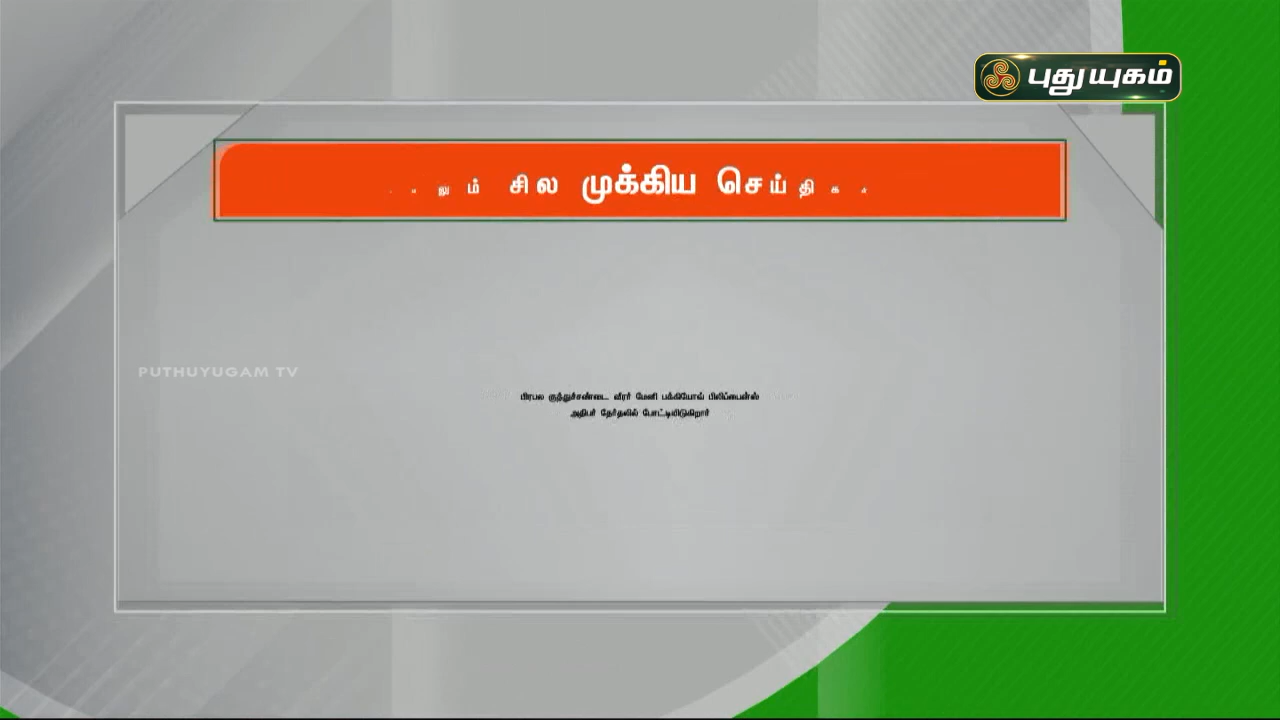 புதுயுகம்
லும் சில முக்கிய செய்திக
PUTHUYUGAM TV
பிரபல குத்துச்சண்டை வீரர் மேனி பக்கியோவ் பிலிப்பைன்ஸ்
அதிபர் தேர்தலில் போட்டியிடுகிறார்